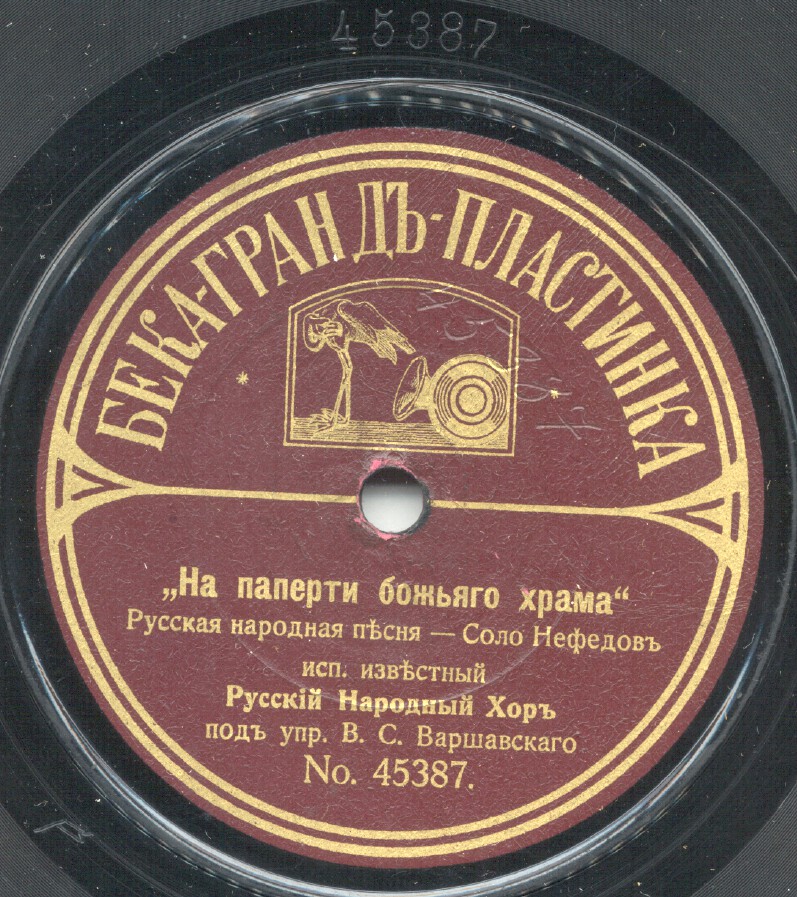 45387
БЕКА-ГРАНДЪ-ПЛАСТИНКА
„На паперти божьяго храма“
Русская народная пѣсня — Соло Нефедовъ
исп. извѣстный
Русскій Народный Хоръ
подъ упр. В. С. Варшавскаго
No. 45387.